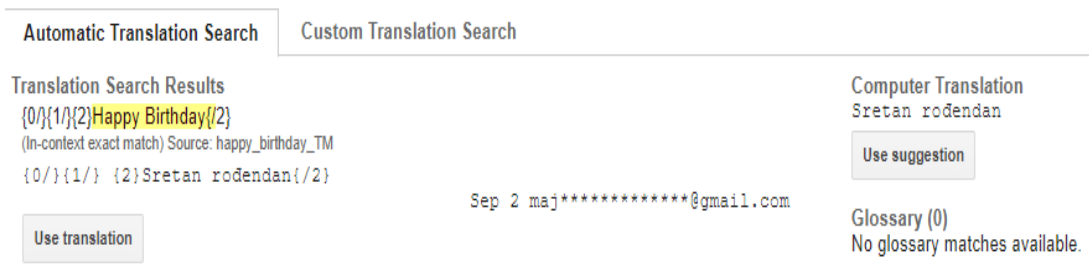 Automatic Translation Search
Custom Translation Search
Translation Search Results
{0/}{1/}{2}Happy Birthday{/2}
(In-context exact match) Source: happy_birthday_TM
{0/}{1/} {2}Sretan rođendan{/2}
Sep 2 maj*************@gmail.com
Use translation
Computer Translation
Sretan rođendan
Use suggestion
Glossary (0)
No glossary matches available.